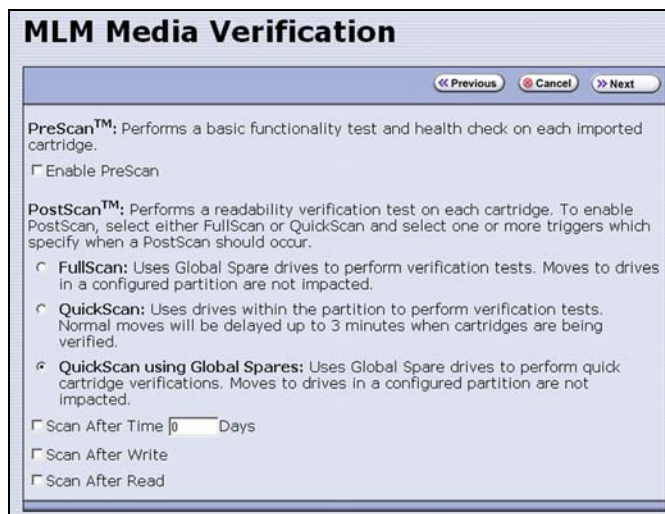 MLM Media Verification
Previous
Cancel
Next
PreScan™: Performs a basic functionality test and health check on each imported
cartridge.
Enable PreScan
PostScan™: Performs a readability verification test on each cartridge. To enable
PostScan, select either FullScan or QuickScan and select one or more triggers which
specify when a PostScan should occur.
FullScan: Uses Global Spare drives to perform verification tests. Moves to drives
in a configured partition are not impacted.
QuickScan: Uses drives within the partition to perform verification tests.
Normal moves will be delayed up to 3 minutes when cartridges are being
verified.
QuickScan using Global Spares: Uses Global Spare drives to perform quick
cartridge verifications. Moves to drives in a configured partition are not
impacted.
Scan After Time 0 Days
Scan After Write
Scan After Read